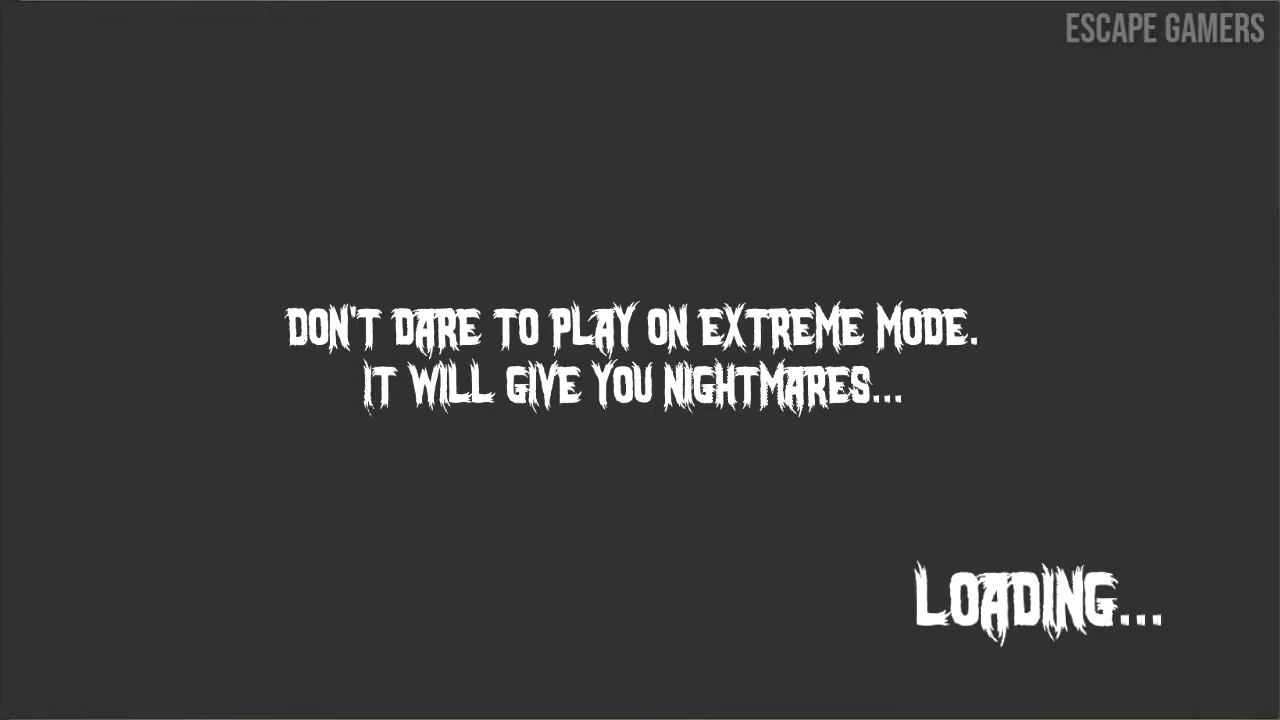 ESCAPE GAMERS
DON'T DARE TO PLAY ON EXTREME MODE.
IT WILL GIVE YOU NIGHTMARES...
LOADING...